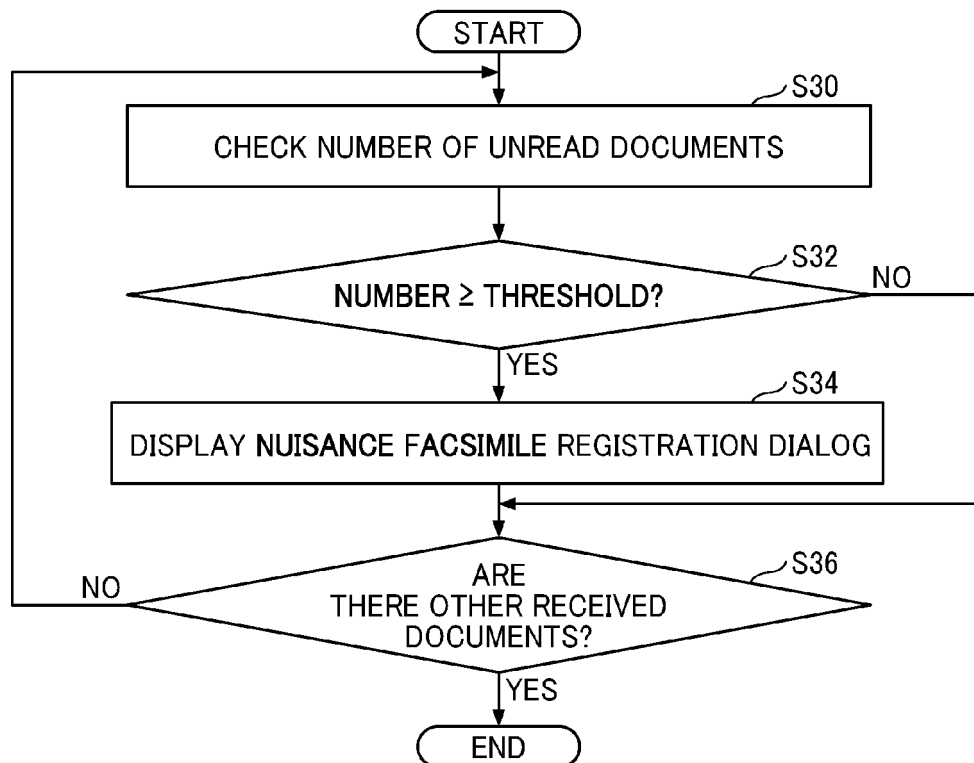 START
S30
CHECK NUMBER OF UNREAD DOCUMENTS
S32
NUMBER ≥ THRESHOLD?
NO
YES
S34
DISPLAY NUISANCE FACSIMILE REGISTRATION DIALOG
S36
NO
ARE
THERE OTHER RECEIVED
DOCUMENTS?
YES
END